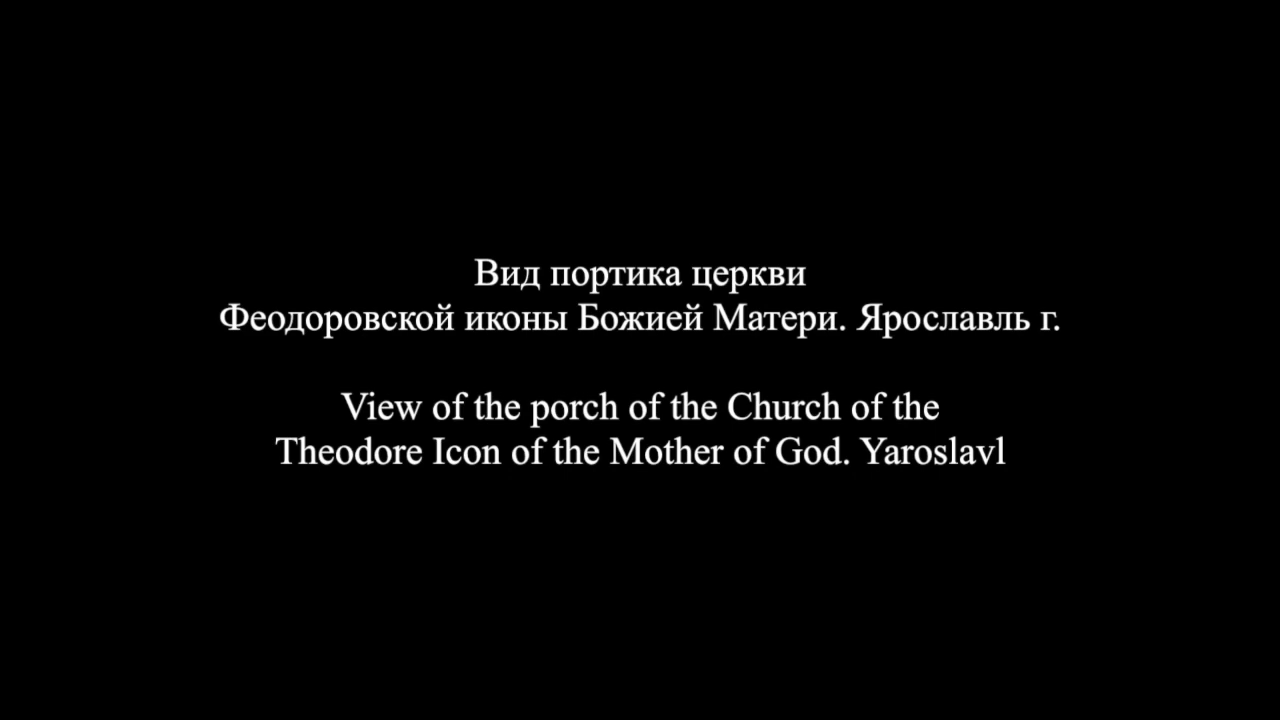 Вид портика церкви
Феодоровской иконы Божией Матери. Ярославль г.
View of the porch of the Church of the
Theodore Icon of the Mother of God. Yaroslavl